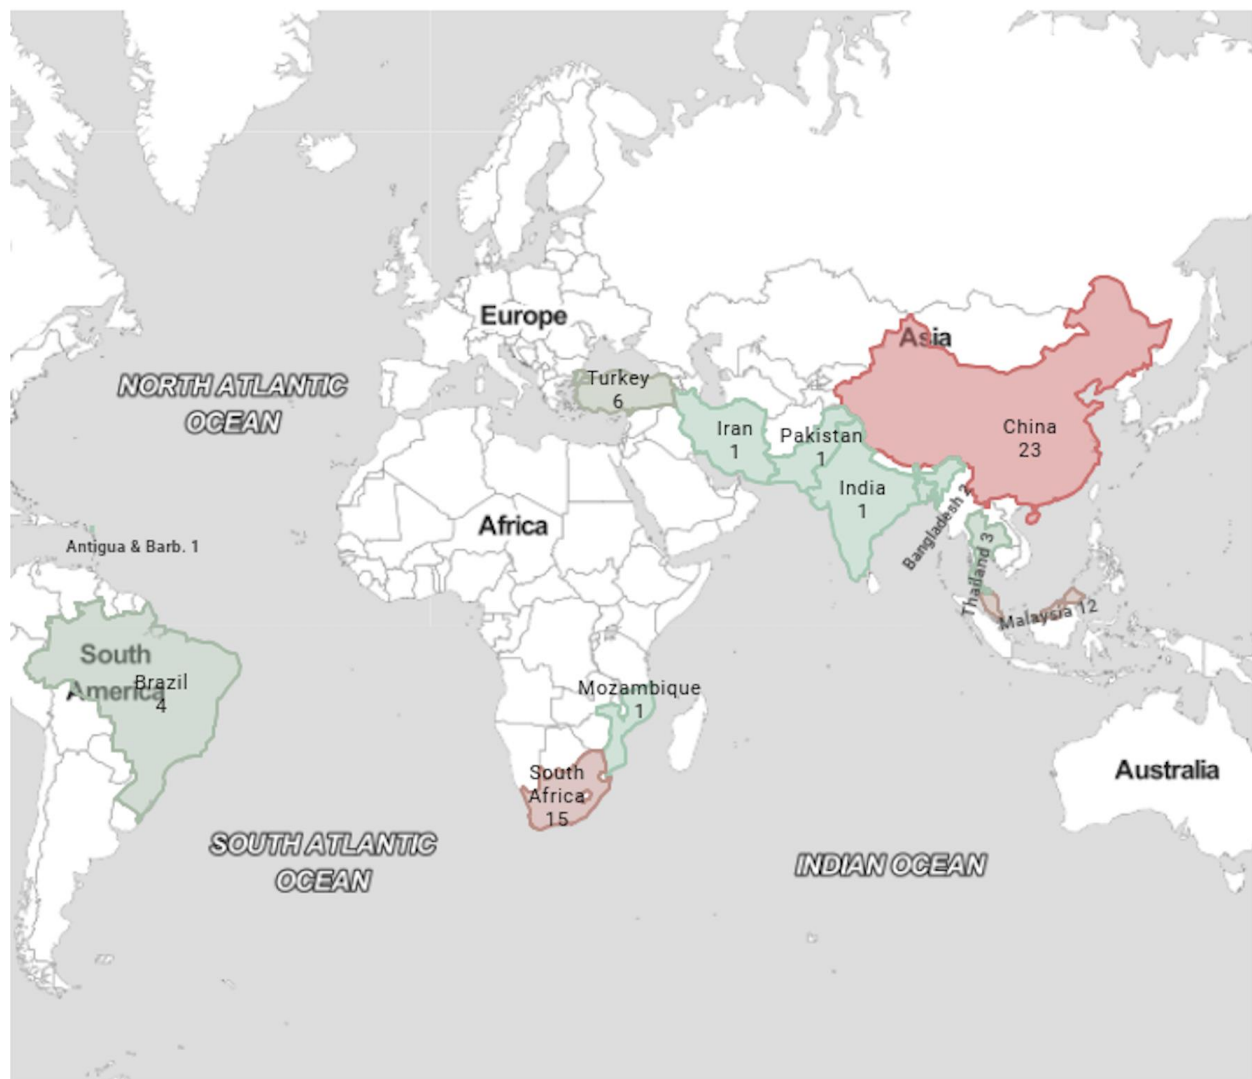 Europe
Asia
NORTH ATLANTIC
OCEAN
Turkey
6
Iran
1
Pakistan
1
China
23
India
1
Bangladesh 2
Africa
Antigua & Barb. 1
Thailand 3
Malaysia 12
South
America
Brazil
4
Mozambique
1
South
Africa
15
Australia
SOUTH ATLANTIC
OCEAN
INDIAN OCEAN